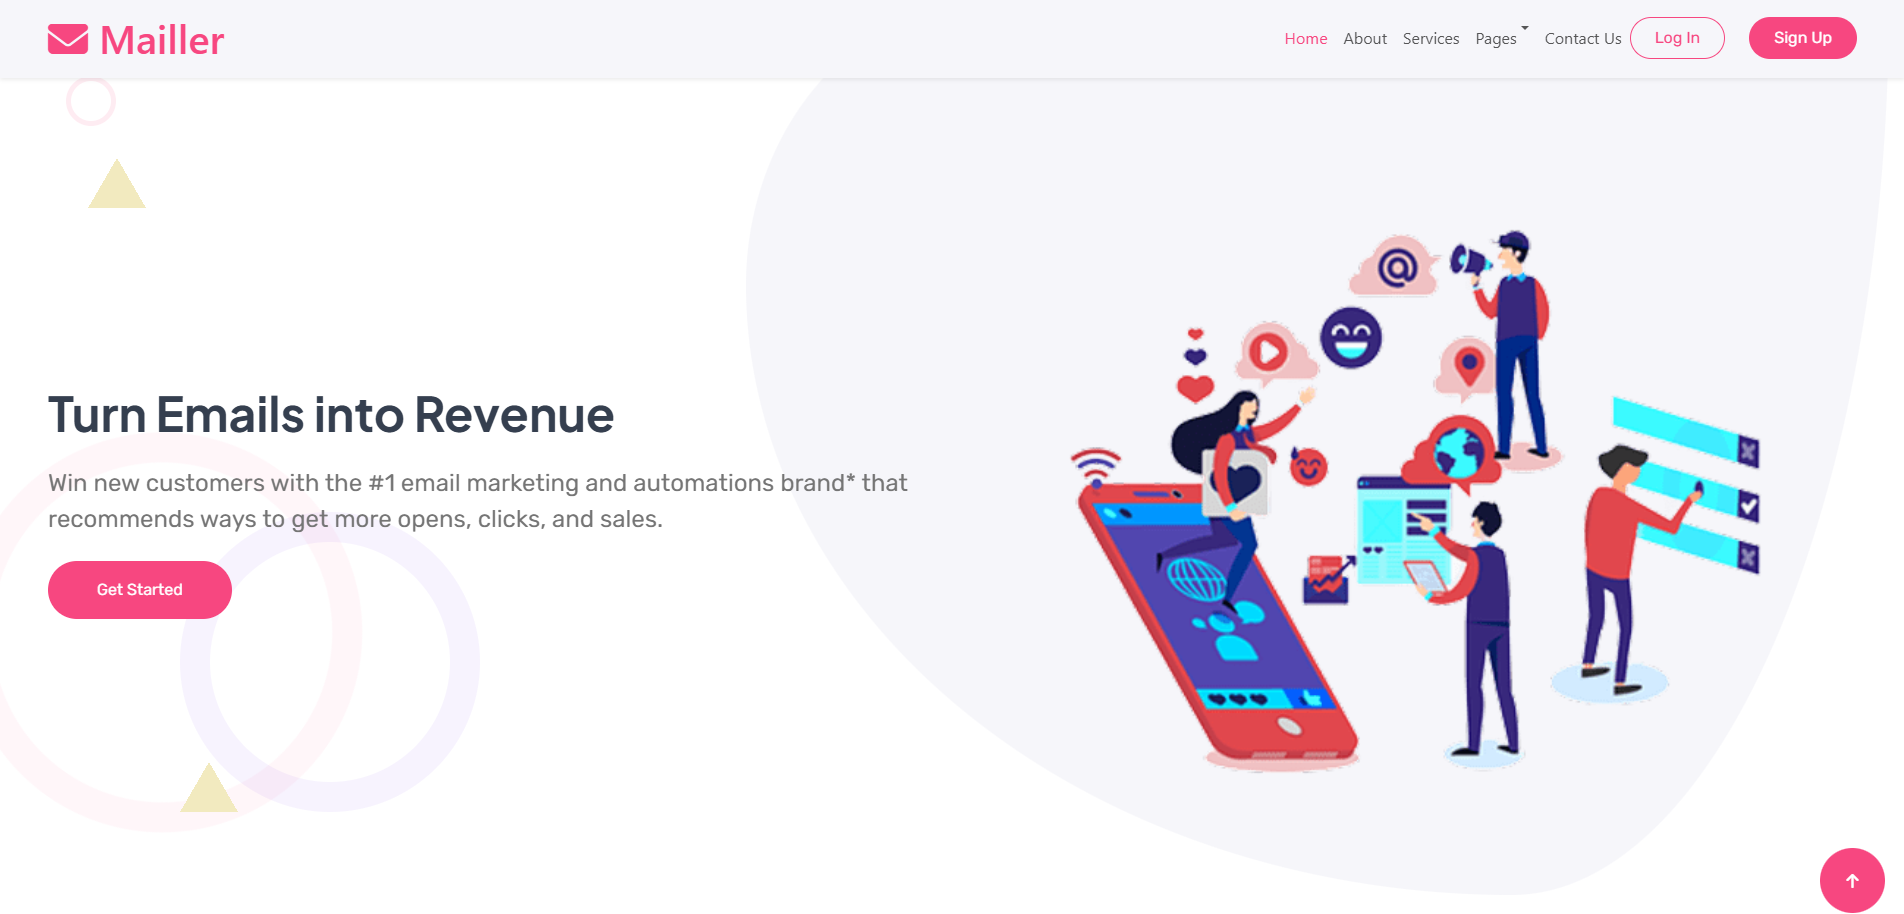 Mailler
Home About Services Pages Contact Us Log In Sign Up
Turn Emails into Revenue
Win new customers with the #1 email marketing and automations brand* that
recommends ways to get more opens, clicks, and sales.
Get Started
@